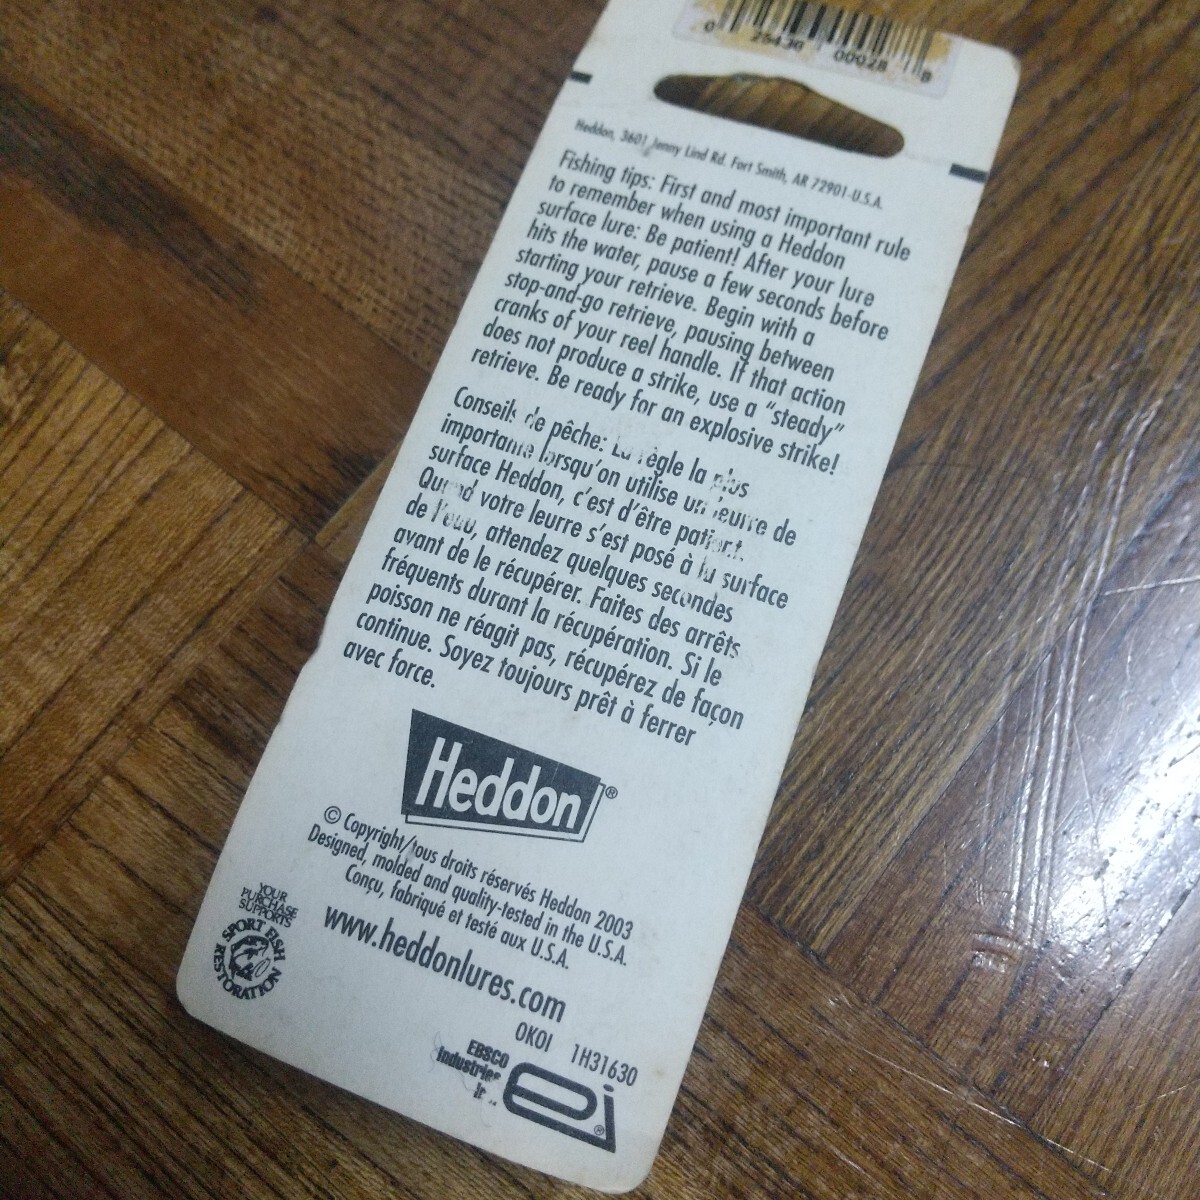 0 25430 00028 8
Heddon, 3601 Jenny Lind Rd. Fort Smith, AR 72901-U.S.A.
Fishing tips: First and most important rule
to remember when using a Heddon
surface lure: Be patient! After your lure
hits the water, pause a few seconds before
starting your retrieve. Begin with a
stop-and-go retrieve, pausing between
cranks of your reel handle. If that action
does not produce a strike, use a “steady”
retrieve. Be ready for an explosive strike!
Conseils de pêche: La règle la plus
importante lorsqu'on utilise un leurre de
surface Heddon, c'est d'être patient.
Quand votre leurre s'est posé à la surface
de l'eau, attendez quelques secondes
avant de le récupérer. Faites des arrêts
fréquents durant la récupération. Si le
poisson ne réagit pas, récupérez de façon
continue. Soyez toujours prêt à ferrer
avec force.
Heddon®
© Copyright/tous droits réservés Heddon 2003
Designed, molded and quality-tested in the U.S.A.
Conçu, fabriqué et testé aux U.S.A.
www.heddonlures.com
YOUR
PURCHASE
SUPPORTS
SPORT FISH
RESTORATION
OKOI 1H31630
EBSCO
Industries
ei®